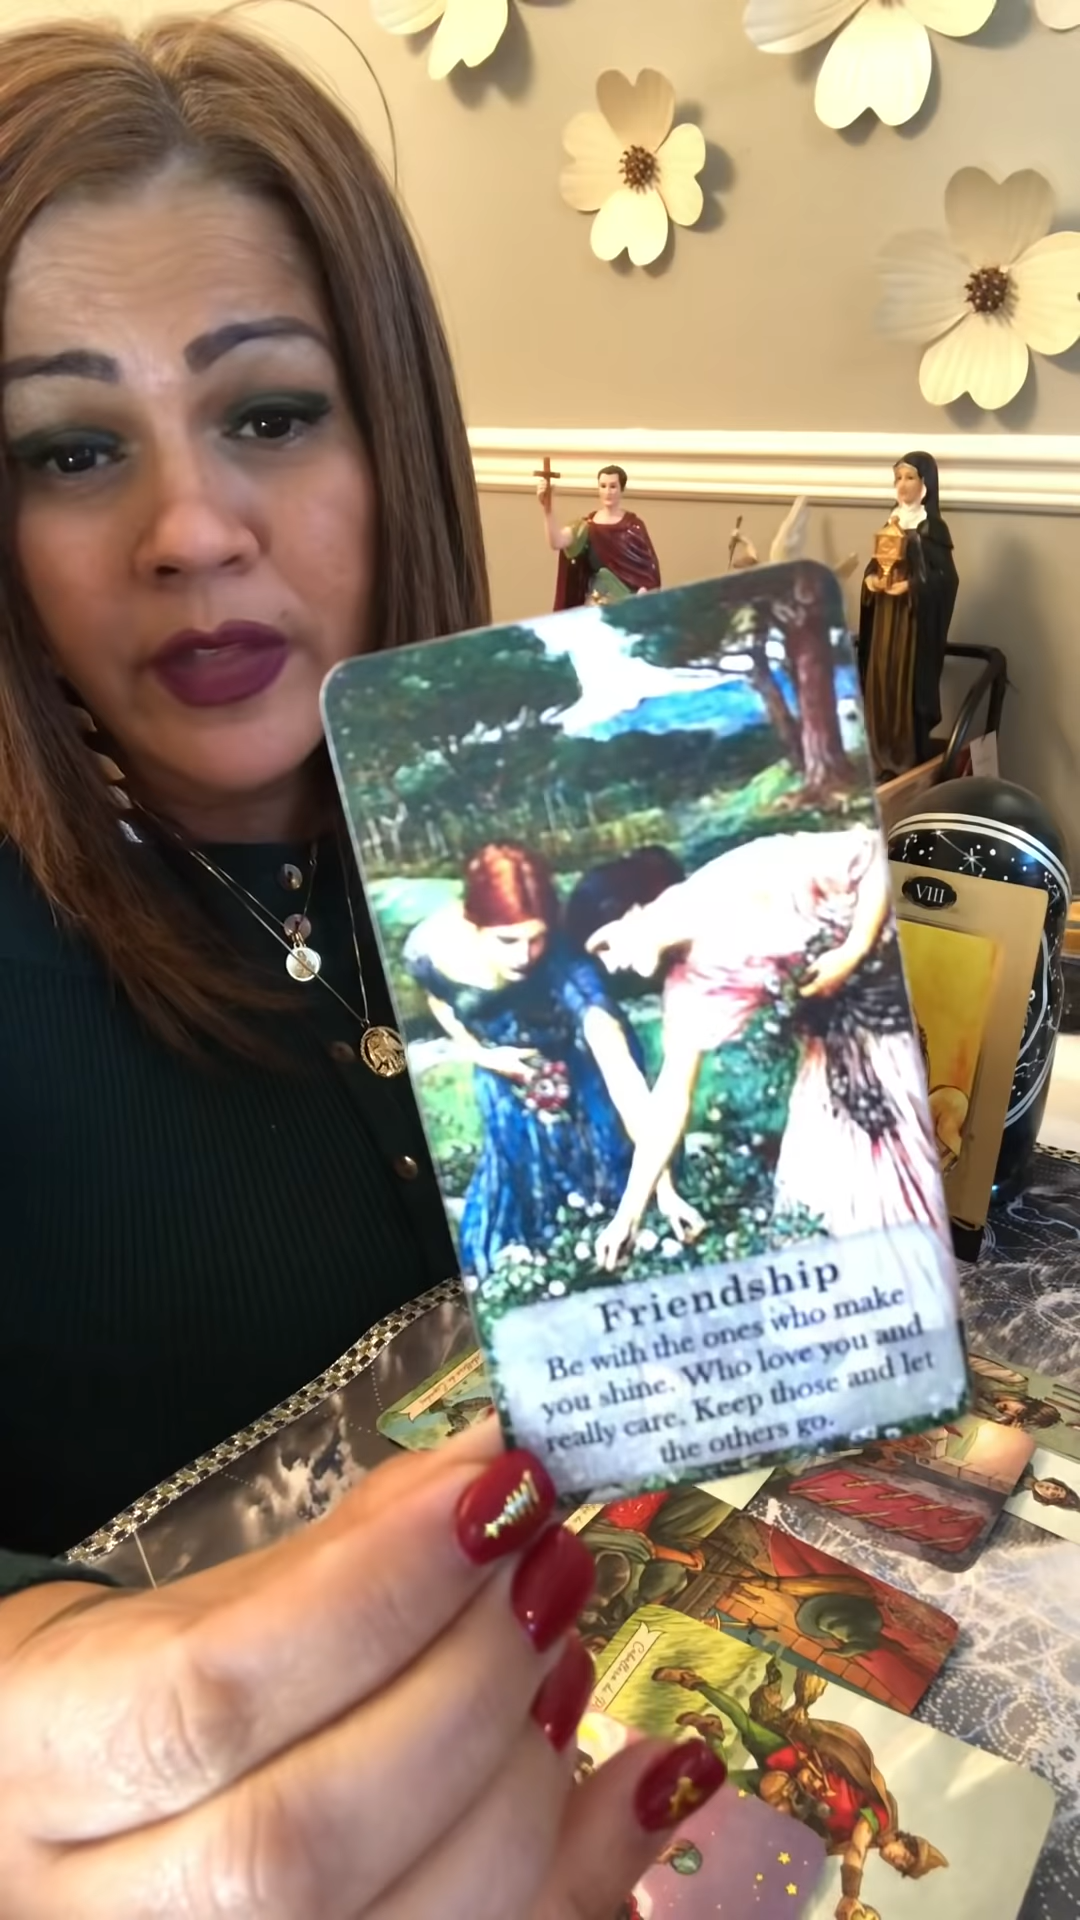 VIII
Friendship
Be with the ones who make
you shine. Who love you and
really care. Keep those and let
the others go.